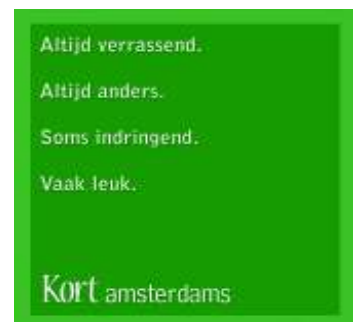 Altijd verrassend.
Altijd anders.
Soms indringend.
Vaak leuk.
Kort amsterdams